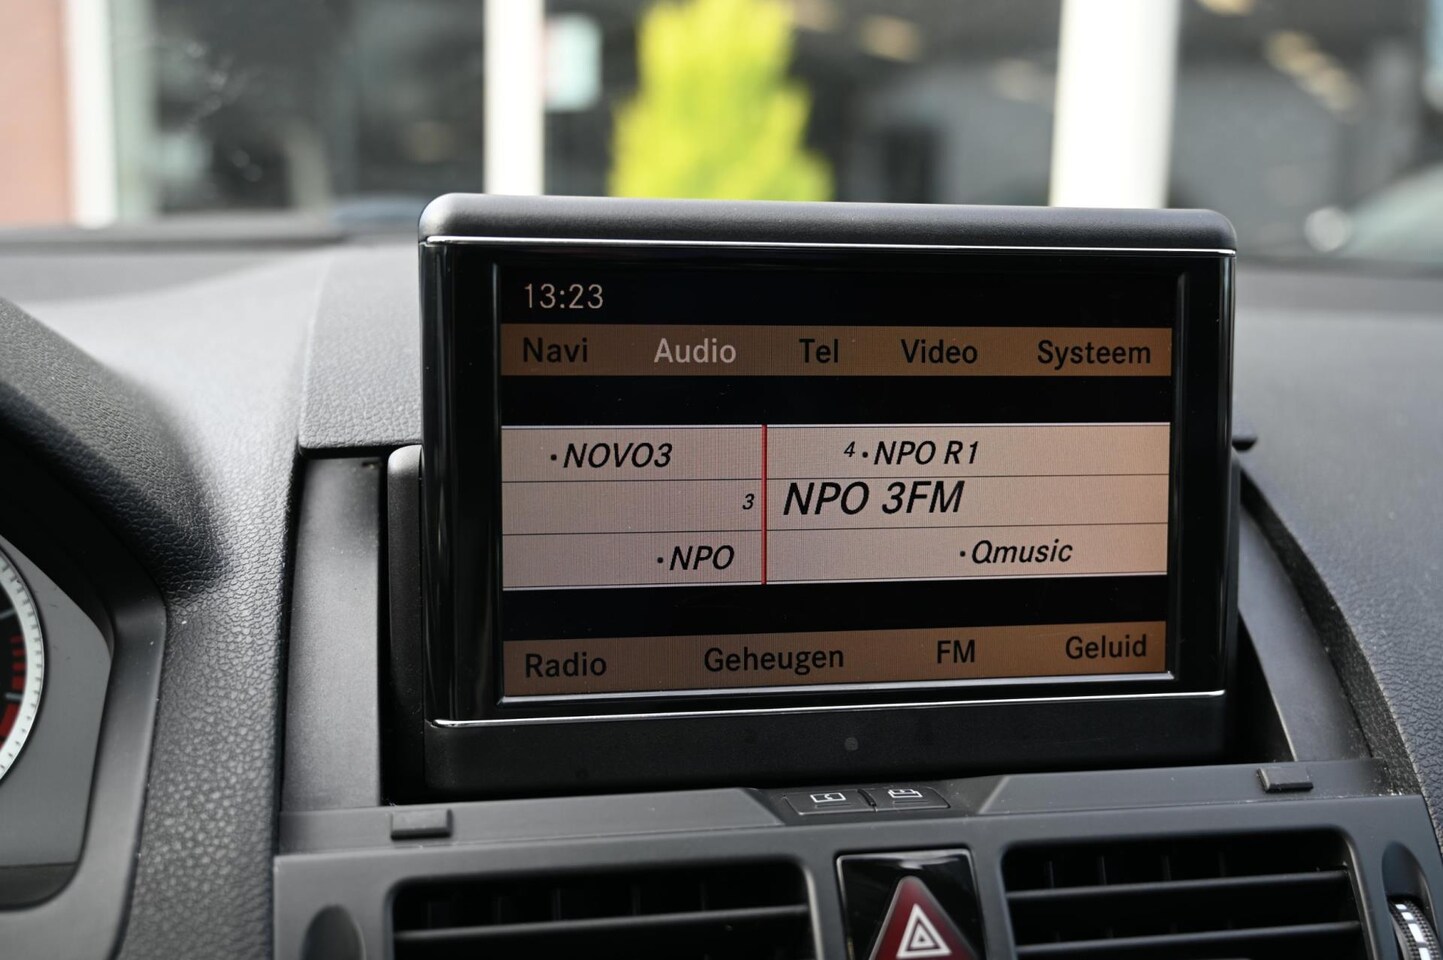 13:23
Navi Audio Tel Video Systeem
·NOVO3 4·NPO R1
3 NPO 3FM
·NPO ·Qmusic
Radio Geheugen FM Geluid